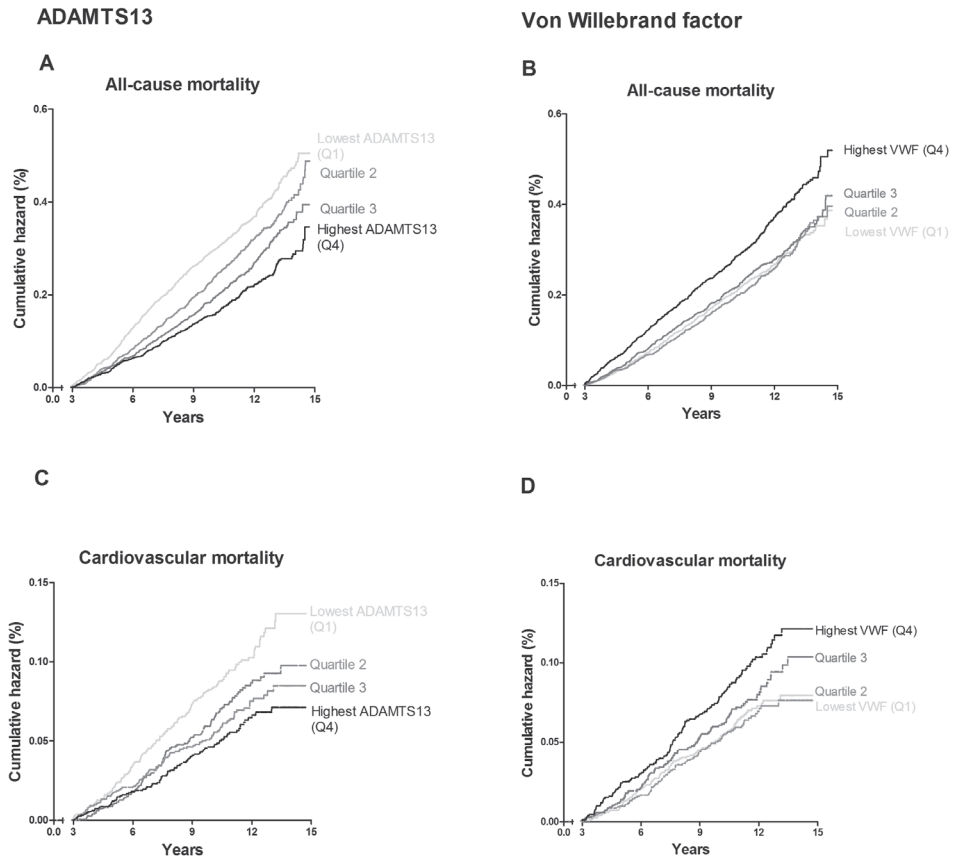 ADAMTS13
Von Willebrand factor
A
All-cause mortality
Cumulative hazard (%)
0.6
0.4
0.2
0.0
0.0
3
6
9
12
15
Years
Lowest ADAMTS13
(Q1)
Quartile 2
Quartile 3
Highest ADAMTS13
(Q4)
B
All-cause mortality
Cumulative hazard (%)
0.6
0.4
0.2
0.0
0
3
6
9
12
15
Years
Highest VWF (Q4)
Quartile 3
Quartile 2
Lowest VWF (Q1)
C
Cardiovascular mortality
Cumulative hazard (%)
0.15
0.10
0.05
0.00
0.0
3
6
9
12
15
Years
Lowest ADAMTS13
(Q1)
Quartile 2
Quartile 3
Highest ADAMTS13
(Q4)
D
Cardiovascular mortality
Cumulative hazard (%)
0.15
0.10
0.05
0.00
0.0
3
6
9
12
15
Years
Highest VWF (Q4)
Quartile 3
Quartile 2
Lowest VWF (Q1)